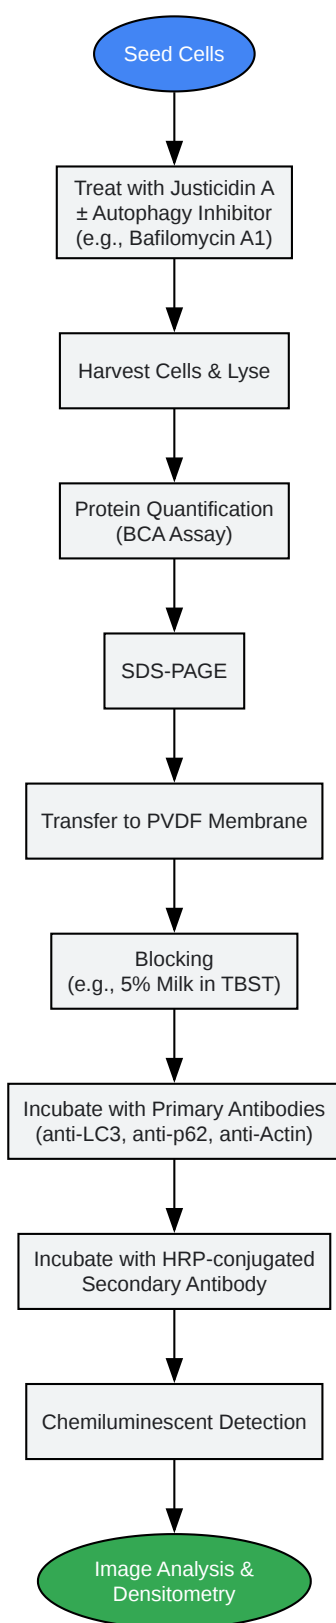 Seed Cells
Treat with Justicidin A
± Autophagy Inhibitor
(e.g., Bafilomycin A1)
Harvest Cells & Lyse
Protein Quantification
(BCA Assay)
SDS-PAGE
Transfer to PVDF Membrane
Blocking
(e.g., 5% Milk in TBST)
Incubate with Primary Antibodies
(anti-LC3, anti-p62, anti-Actin)
Incubate with HRP-conjugated
Secondary Antibody
Chemiluminescent Detection
Image Analysis &
Densitometry